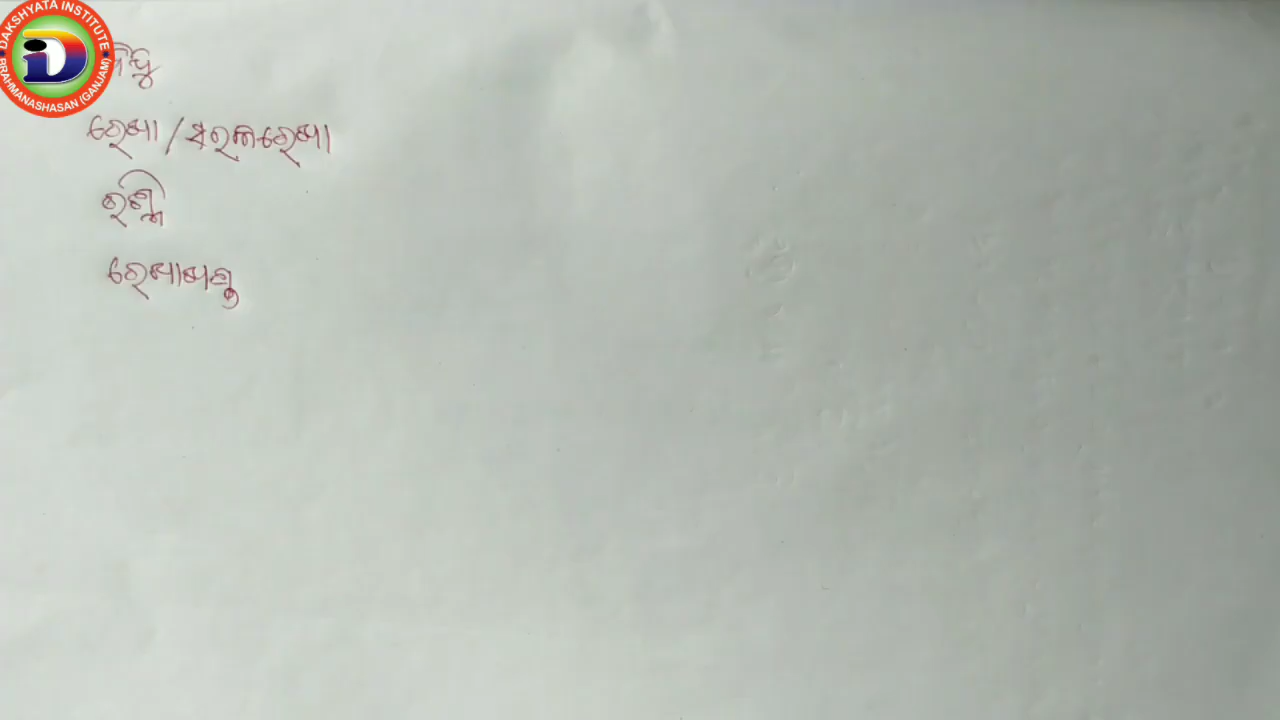 DAKSHYATA INSTITUTE
BRAHMANASHASAN (GANJAM)
ବିନ୍ଦୁ
ରେଖା / ସରଳରେଖା
ରଶ୍ମି
ରେଖାଖଣ୍ଡ